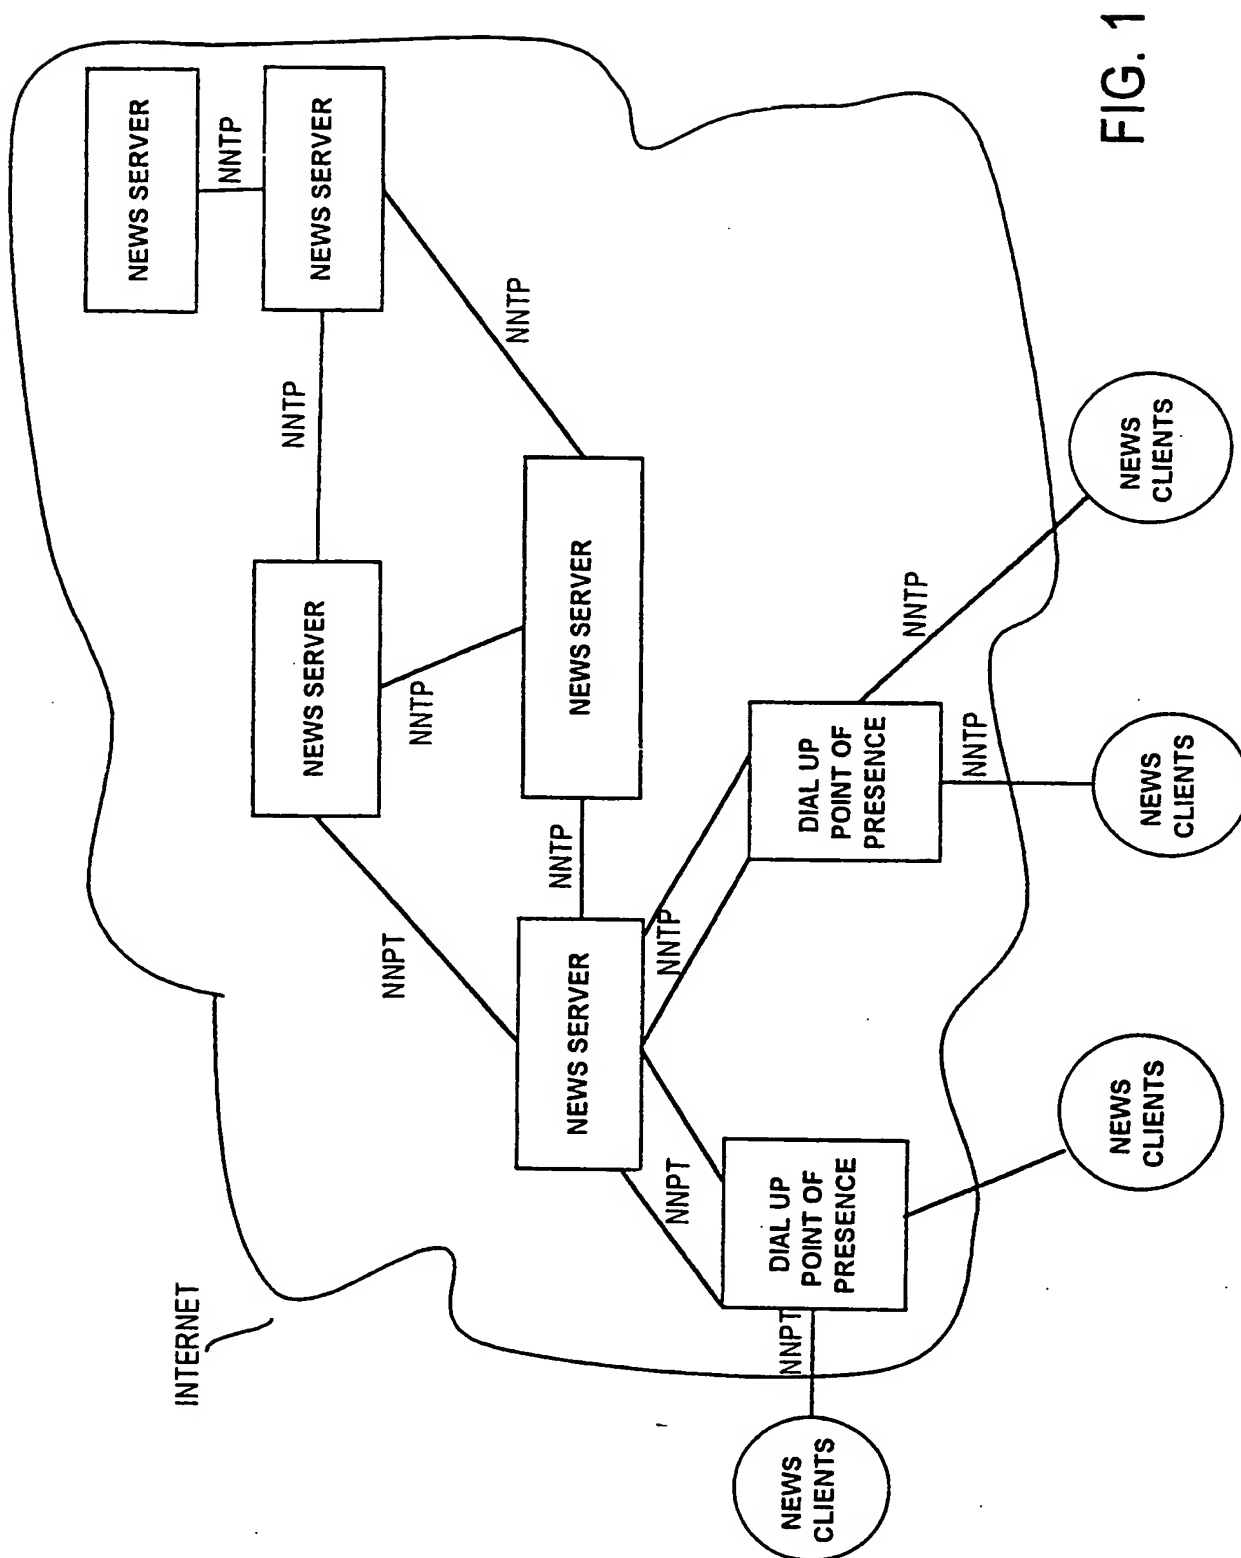 NEWS SERVER
INTERNET
NNTP
NNTP
NEWS SERVER
NEWS SERVER
NNPT
NNTP
NNTP
NNTP
NEWS SERVER
NEWS SERVER
NNPT
NNTP
NEWS
CLIENTS
NNPT
DIAL UP
POINT OF
PRESENCE
DIAL UP
POINT OF
PRESENCE
NNTP
NNTP
NEWS
CLIENTS
NEWS
CLIENTS
NEWS
CLIENTS
FIG. 1